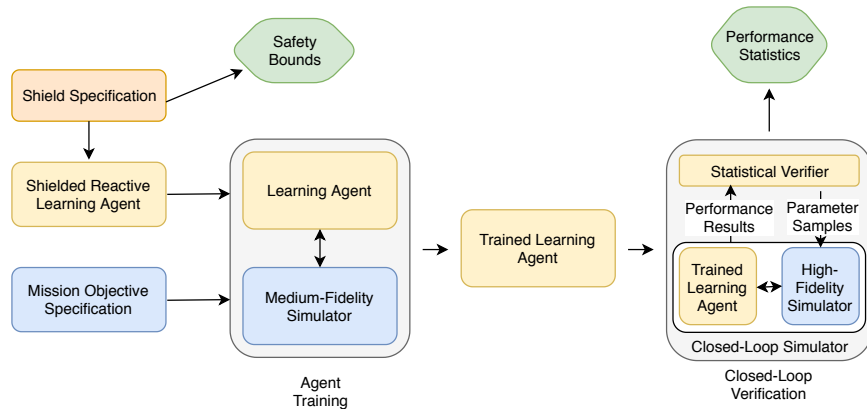 Safety
Bounds
Performance
Statistics
Shield Specification
Shielded Reactive
Learning Agent
Learning Agent
Mission Objective
Specification
Medium-Fidelity
Simulator
Agent
Training
Trained Learning
Agent
Statistical Verifier
Performance
Results
Parameter
Samples
Trained
Learning
Agent
High-
Fidelity
Simulator
Closed-Loop Simulator
Closed-Loop
Verification